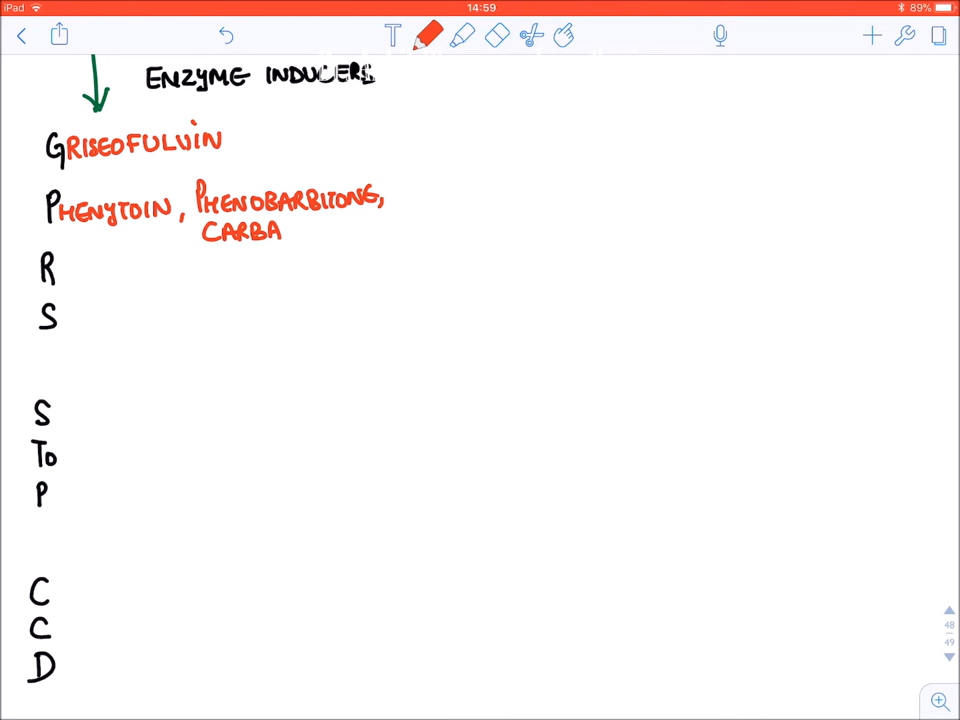 iPad 14:59 89%
T
ENZYME INDUCERS
GRISEOFULVIN
PHENYTOIN, PHENOBARBITONE,
CARBA
R
S
S
To
P
C
C
D
48
49